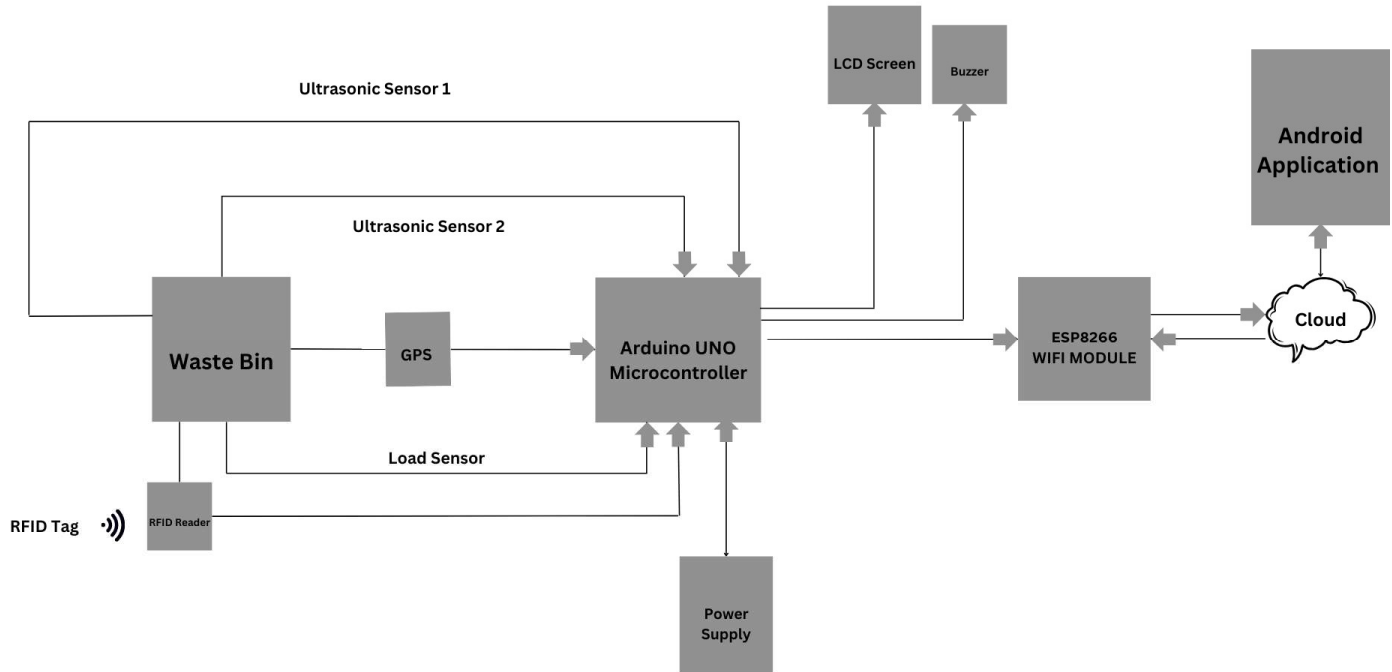 LCD Screen
Buzzer
Ultrasonic Sensor 1
Android
Application
Ultrasonic Sensor 2
Waste Bin
GPS
Arduino UNO
Microcontroller
ESP8266
WIFI MODULE
Cloud
Load Sensor
RFID Tag
RFID Reader
Power
Supply